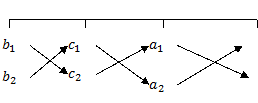 b₁ c₁ a₁
b₂ c₂ a₂